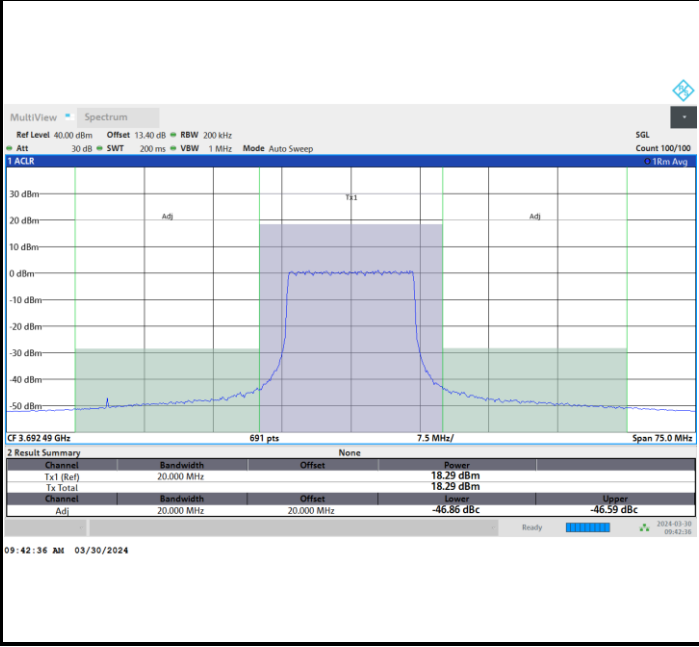 MultiView Spectrum
Ref Level 40.00 dBm Offset 13.40 dB RBW 200 kHz SGL
Att 30 dB SWT 200 ms VBW 1 MHz Mode Auto Sweep Count 100/100
1 ACLR 1Rm Avg
30 dBm
Tx1
20 dBm
Adj Adj
10 dBm
0 dBm
-10 dBm
-20 dBm
-30 dBm
-40 dBm
-50 dBm
CF 3.692 49 GHz 691 pts 7.5 MHz/ Span 75.0 MHz
2 Result Summary None
Channel Bandwidth Offset Power
Tx1 (Ref) 20.000 MHz 18.29 dBm
Tx Total 18.29 dBm
Channel Bandwidth Offset Lower Upper
Adj 20.000 MHz 20.000 MHz -46.86 dBc -46.59 dBc
Ready 2024-03-30
09:42:36
09:42:36 AM 03/30/2024